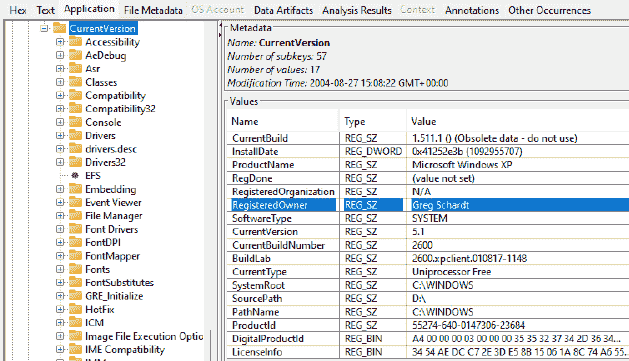 Hex Text Application File Metadata OS Account Data Artifacts Analysis Results Context Annotations Other Occurrences
CurrentVersion
Accessibility
AeDebug
Asr
Classes
Compatibility
Compatibility32
Console
Drivers
drivers.desc
Drivers32
EFS
Embedding
Event Viewer
File Manager
Font Drivers
FontDPI
FontMapper
Fonts
FontSubstitutes
GRE_Initialize
ICM
Image File Execution Optio
IME Compatibility
Metadata
Name: CurrentVersion
Number of subkeys: 57
Number of values: 17
Modification Time: 2004-08-27 15:08:22 GMT+00:00
Values
Name Type Value
CurrentBuild REG_SZ 1.511.1 () (Obsolete data - do not use)
InstallDate REG_DWORD 0x41252e3b (1092955707)
ProductName REG_SZ Microsoft Windows XP
RegDone REG_SZ (value not set)
RegisteredOrganization REG_SZ N/A
RegisteredOwner REG_SZ Greg Schardt
SoftwareType REG_SZ SYSTEM
CurrentVersion REG_SZ 5.1
CurrentBuildNumber REG_SZ 2600
BuildLab REG_SZ 2600.xpclient.010817-1148
CurrentType REG_SZ Uniprocessor Free
SystemRoot REG_SZ C:\WINDOWS
SourcePath REG_SZ D:\
PathName REG_SZ C:\WINDOWS
ProductId REG_SZ 55274-640-0147306-23684
DigitalProductId REG_BIN A4 00 00 00 03 00 00 00 35 35 32 37 34 2D 36 34...
LicenseInfo REG_BIN 34 54 AE DC C7 2E 3D E5 8B 15 06 1A 8C 74 A6 55...